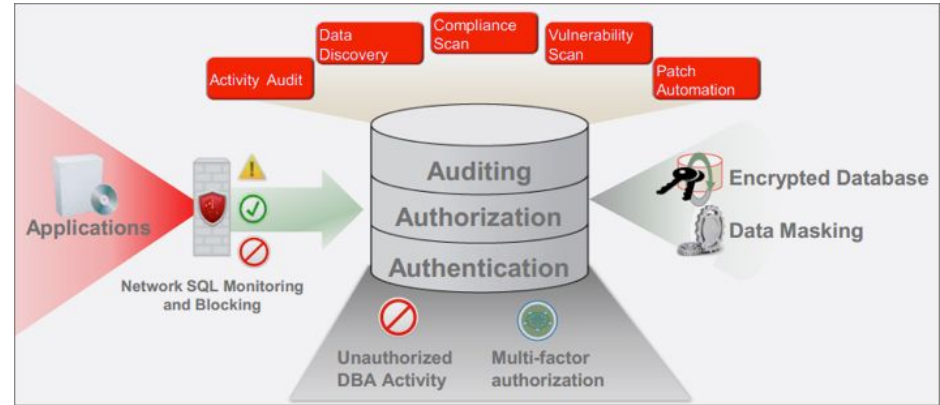 Compliance
Scan
Data
Discovery
Vulnerability
Scan
Activity Audit
Patch
Automation
Auditing
Authorization
Authentication
Applications
Network SQL Monitoring
and Blocking
Encrypted Database
Data Masking
Unauthorized
DBA Activity
Multi-factor
authorization